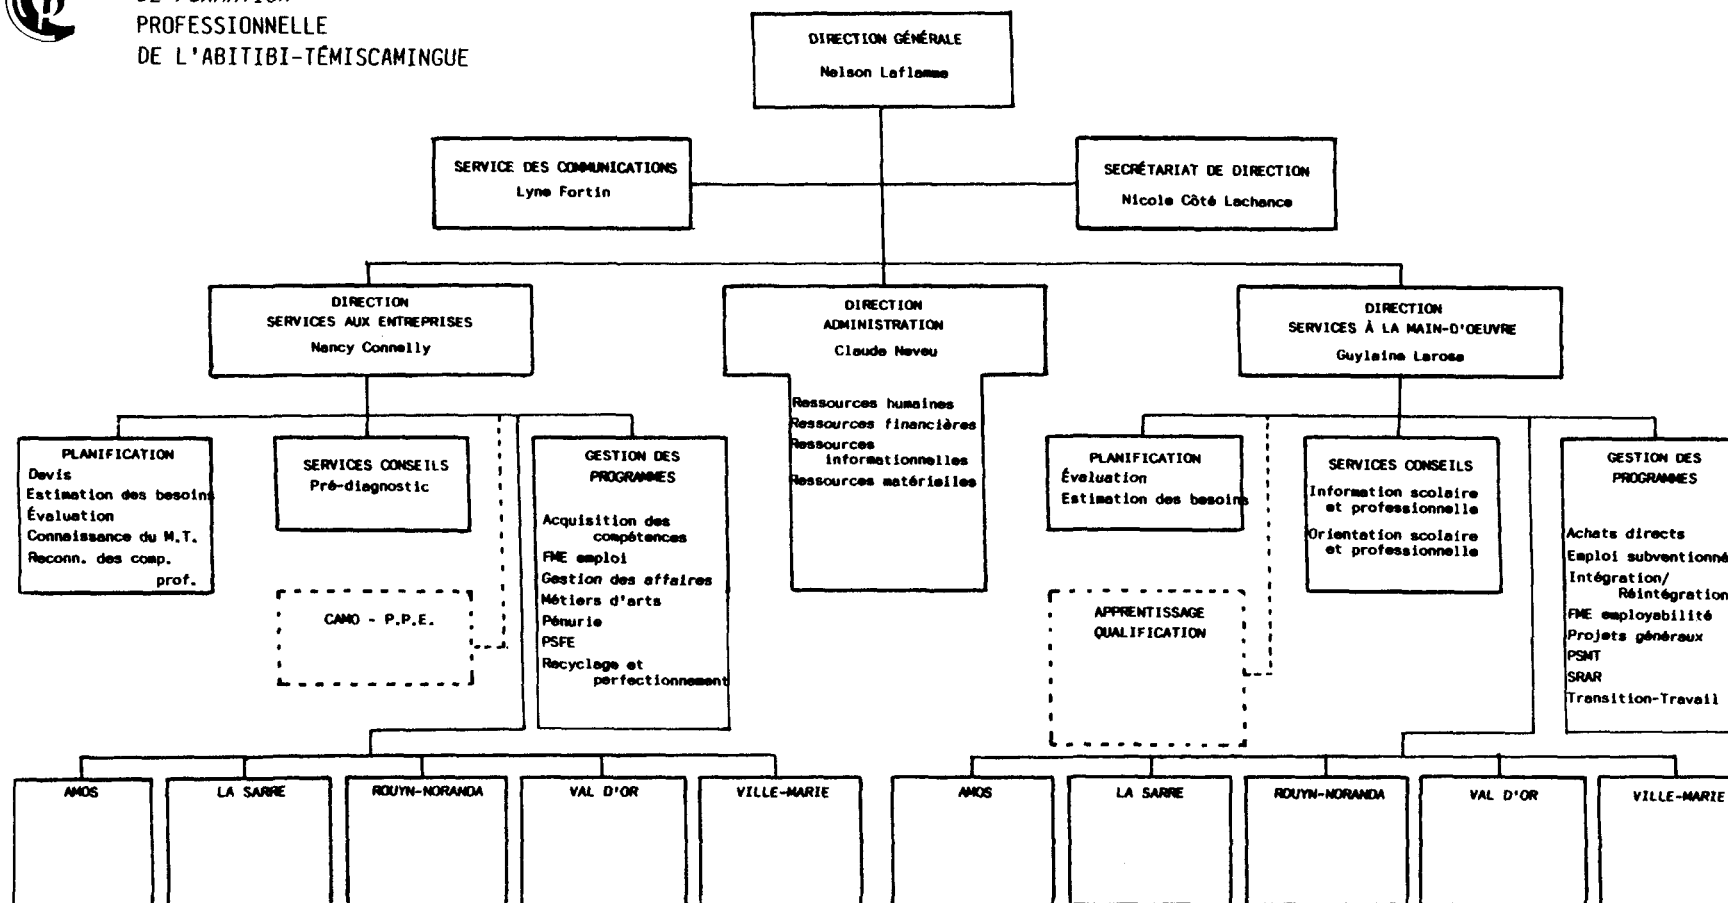 DE FORMATION
PROFESSIONNELLE
DE L'ABITIBI-TÉMISCAMINGUE
DIRECTION GÉNÉRALE
Nelson Laflamme
SERVICE DES COMMUNICATIONS
Lyne Fortin
SECRÉTARIAT DE DIRECTION
Nicole Côté Lachance
DIRECTION
SERVICES AUX ENTREPRISES
Nancy Connelly
DIRECTION
ADMINISTRATION
Claude Neveu
Ressources humaines
Ressources financières
Ressources
informationnelles
Ressources matérielles
DIRECTION
SERVICES À LA MAIN-D'OEUVRE
Guylaine Larose
PLANIFICATION
Devis
Estimation des besoins
Évaluation
Connaissance du M.T.
Reconn. des comp.
prof.
SERVICES CONSEILS
Pré-diagnostic
GESTION DES
PROGRAMMES
Acquisition des
compétences
FME emploi
Gestion des affaires
Métiers d'arts
Pénurie
PSFE
Recyclage et
perfectionnement
CAMO - P.P.E.
PLANIFICATION
Évaluation
Estimation des besoins
SERVICES CONSEILS
Information scolaire
et professionnelle
Orientation scolaire
et professionnelle
GESTION DES
PROGRAMMES
Achats directs
Emploi subventionné
Intégration/
Réintégration
FME employabilité
Projets généraux
PSMT
SRAR
Transition-Travail
APPRENTISSAGE
QUALIFICATION
AMOS
LA SARRE
ROUYN-NORANDA
VAL D'OR
VILLE-MARIE
AMOS
LA SARRE
ROUYN-NORANDA
VAL D'OR
VILLE-MARIE